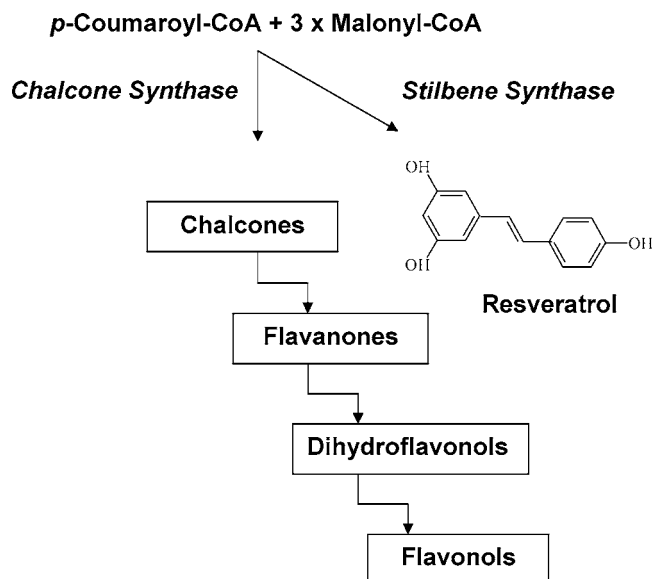 p-Coumaroyl-CoA + 3 x Malonyl-CoA
Chalcone Synthase
Stilbene Synthase
OH
OH
OH
Resveratrol
Chalcones
Flavanones
Dihydroflavonols
Flavonols